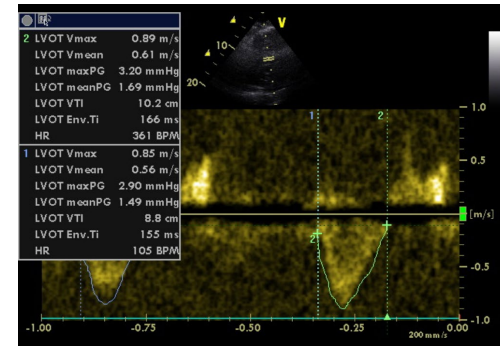 2 LVOT Vmax 0.89 m/s
LVOT Vmean 0.61 m/s
LVOT maxPG 3.20 mmHg
LVOT meanPG 1.69 mmHg
LVOT VTI 10.2 cm
LVOT Env.Ti 166 ms
HR 361 BPM
1 LVOT Vmax 0.85 m/s
LVOT Vmean 0.56 m/s
LVOT maxPG 2.90 mmHg
LVOT meanPG 1.49 mmHg
LVOT VTI 8.8 cm
LVOT Env.Ti 155 ms
HR 105 BPM
V
10
20
1 2
1.0
0.5
[m/s]
-0.5
-1.0
2
-1.00 -0.75 -0.50 -0.25 0.00
200 mm/s